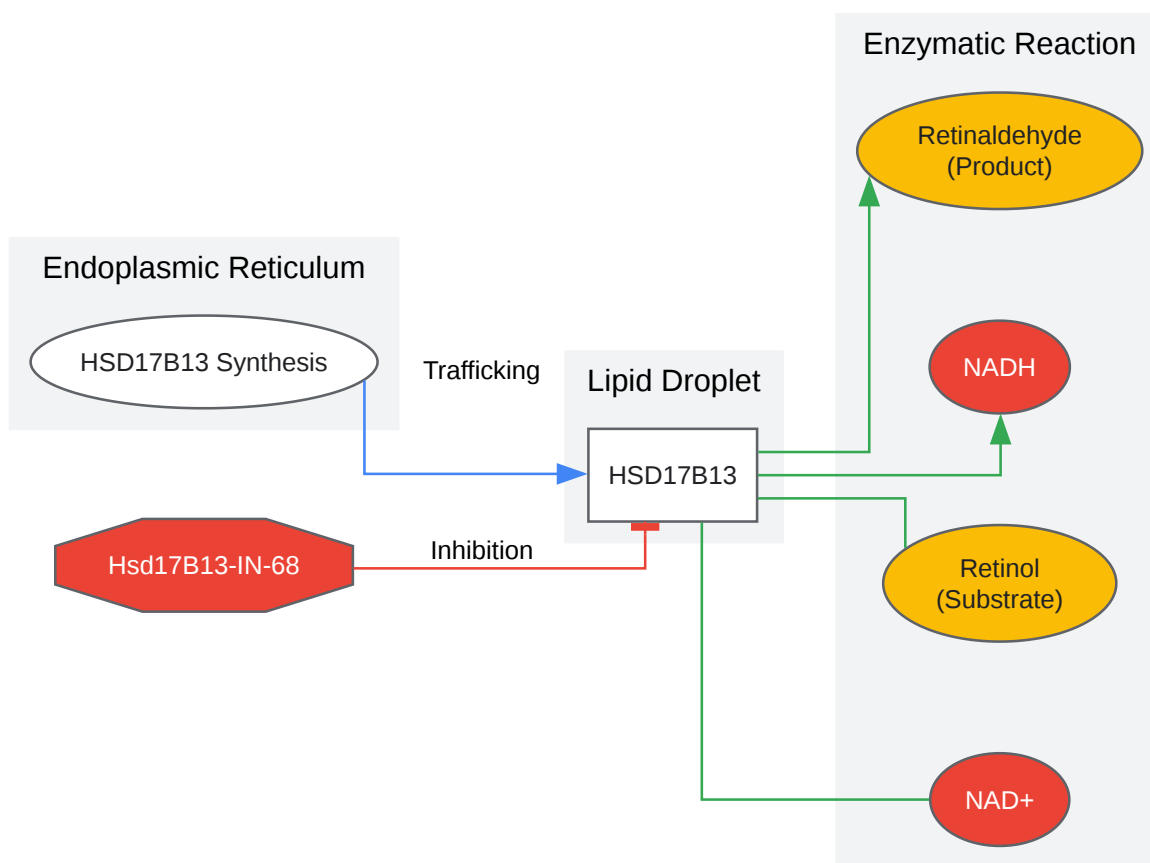 Enzymatic Reaction
Retinaldehyde
(Product)
Endoplasmic Reticulum
HSD17B13 Synthesis
Trafficking
Lipid Droplet
NADH
HSD17B13
Inhibition
Hsd17B13-IN-68
Retinol
(Substrate)
NAD+